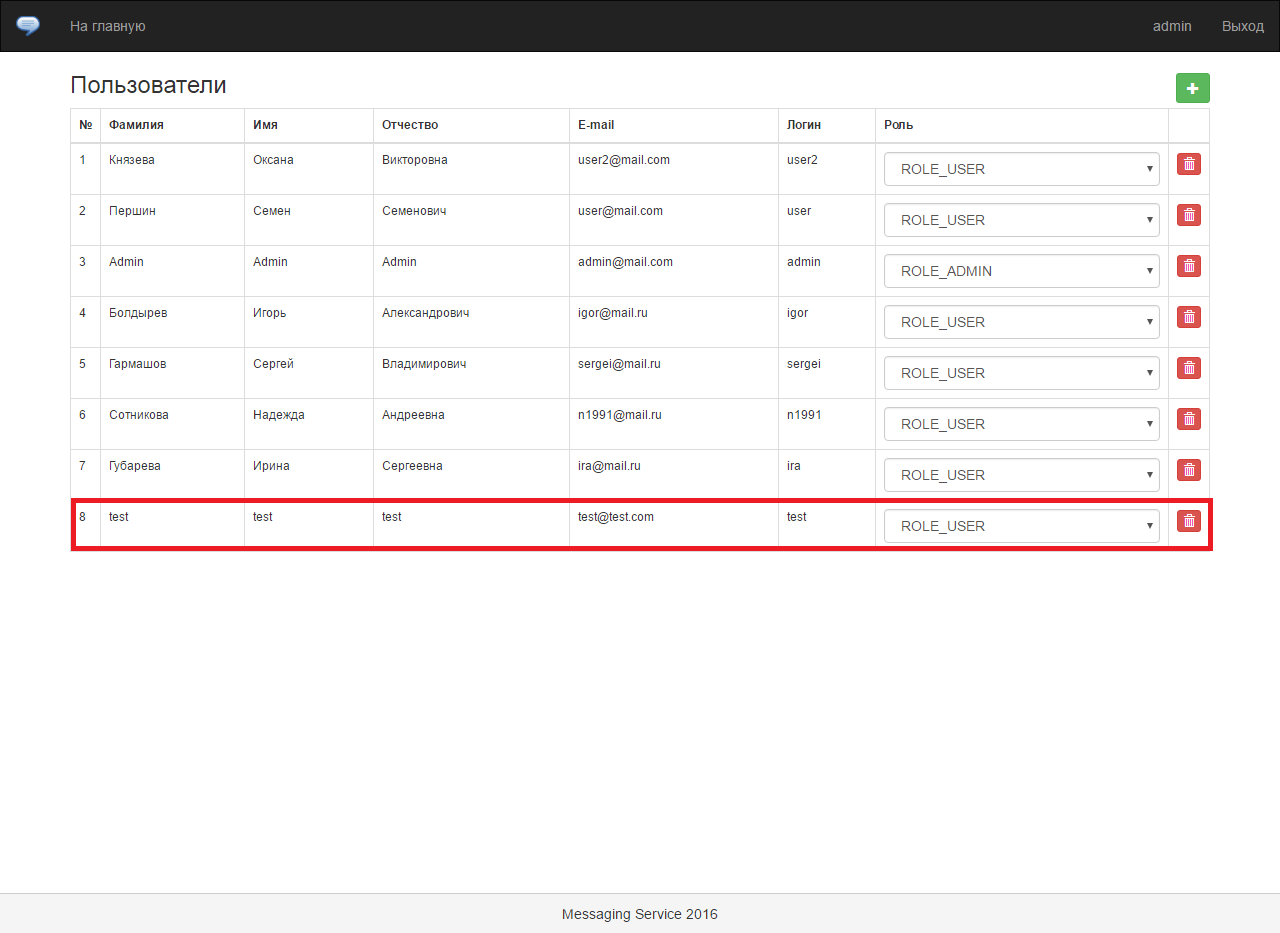 На главную admin Выход
Пользователи
№ Фамилия Имя Отчество E-mail Логин Роль
1 Князева Оксана Викторовна user2@mail.com user2 ROLE_USER
2 Першин Семен Семенович user@mail.com user ROLE_USER
3 Admin Admin Admin admin@mail.com admin ROLE_ADMIN
4 Болдырев Игорь Александрович igor@mail.ru igor ROLE_USER
5 Гармашов Сергей Владимирович sergei@mail.ru sergei ROLE_USER
6 Сотникова Надежда Андреевна n1991@mail.ru n1991 ROLE_USER
7 Губарева Ирина Сергеевна ira@mail.ru ira ROLE_USER
8 test test test test@test.com test ROLE_USER
Messaging Service 2016